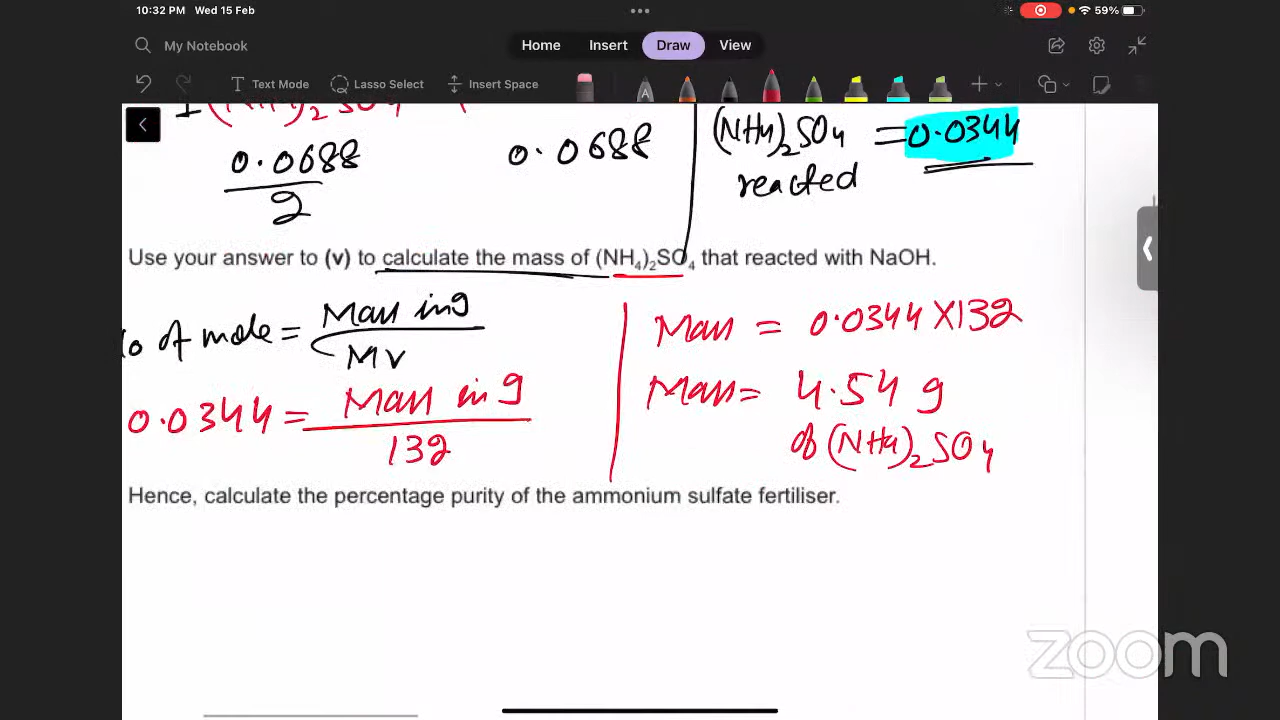 10:32 PM Wed 15 Feb
59%
My Notebook
Home Insert Draw View
Text Mode Lasso Select Insert Space
(NH4)2SO4 = 0.0344
reacted
0.0688 0.0688
2
Use your answer to (v) to calculate the mass of (NH₄)₂SO₄ that reacted with NaOH.
of mole = Mass in g
MV
0.0344 = Mass in g
132
Mass = 0.0344 X132
Mass = 4.54 g
of (NH4)2SO4
Hence, calculate the percentage purity of the ammonium sulfate fertiliser.
zoom